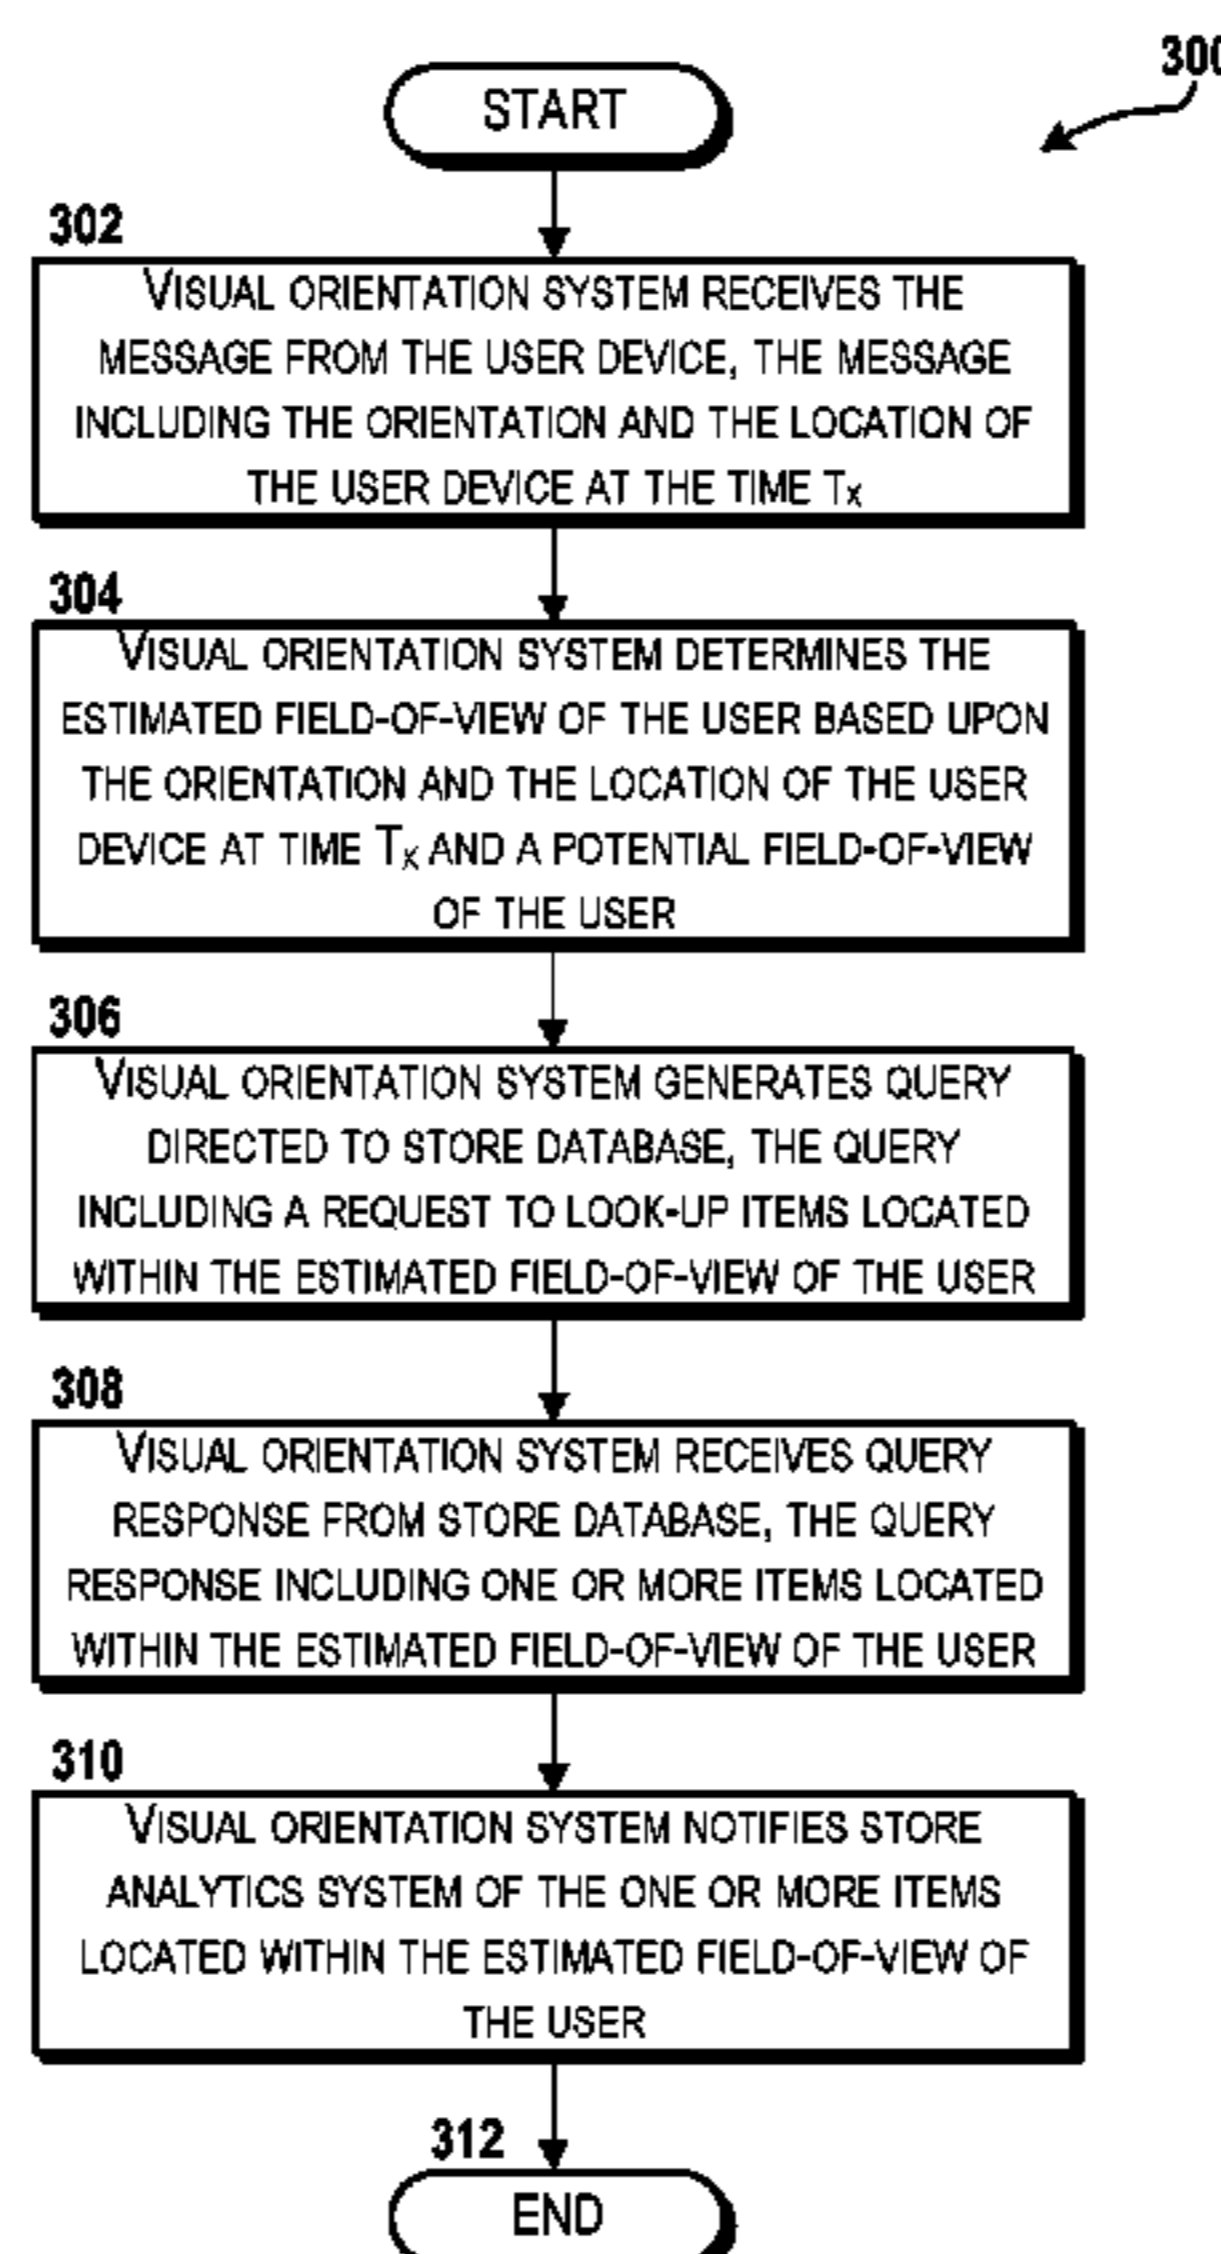 300
START
302
VISUAL ORIENTATION SYSTEM RECEIVES THE
MESSAGE FROM THE USER DEVICE, THE MESSAGE
INCLUDING THE ORIENTATION AND THE LOCATION OF
THE USER DEVICE AT THE TIME TX
304
VISUAL ORIENTATION SYSTEM DETERMINES THE
ESTIMATED FIELD-OF-VIEW OF THE USER BASED UPON
THE ORIENTATION AND THE LOCATION OF THE USER
DEVICE AT TIME TX AND A POTENTIAL FIELD-OF-VIEW
OF THE USER
306
VISUAL ORIENTATION SYSTEM GENERATES QUERY
DIRECTED TO STORE DATABASE, THE QUERY
INCLUDING A REQUEST TO LOOK-UP ITEMS LOCATED
WITHIN THE ESTIMATED FIELD-OF-VIEW OF THE USER
308
VISUAL ORIENTATION SYSTEM RECEIVES QUERY
RESPONSE FROM STORE DATABASE, THE QUERY
RESPONSE INCLUDING ONE OR MORE ITEMS LOCATED
WITHIN THE ESTIMATED FIELD-OF-VIEW OF THE USER
310
VISUAL ORIENTATION SYSTEM NOTIFIES STORE
ANALYTICS SYSTEM OF THE ONE OR MORE ITEMS
LOCATED WITHIN THE ESTIMATED FIELD-OF-VIEW OF
THE USER
312
END